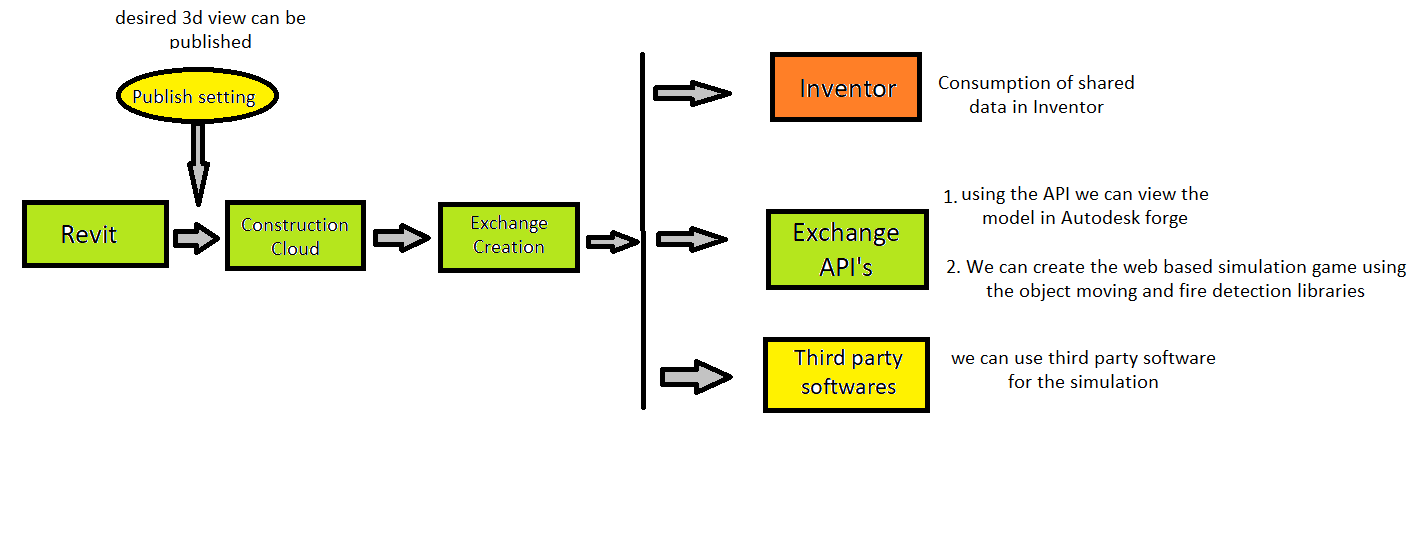 desired 3d view can be
published
Publish setting
Revit
Construction
Cloud
Exchange
Creation
Inventor
Consumption of shared
data in Inventor
Exchange
API's
1. using the API we can view the
model in Autodesk forge
2. We can create the web based simulation game using
the object moving and fire detection libraries
Third party
softwares
we can use third party software
for the simulation